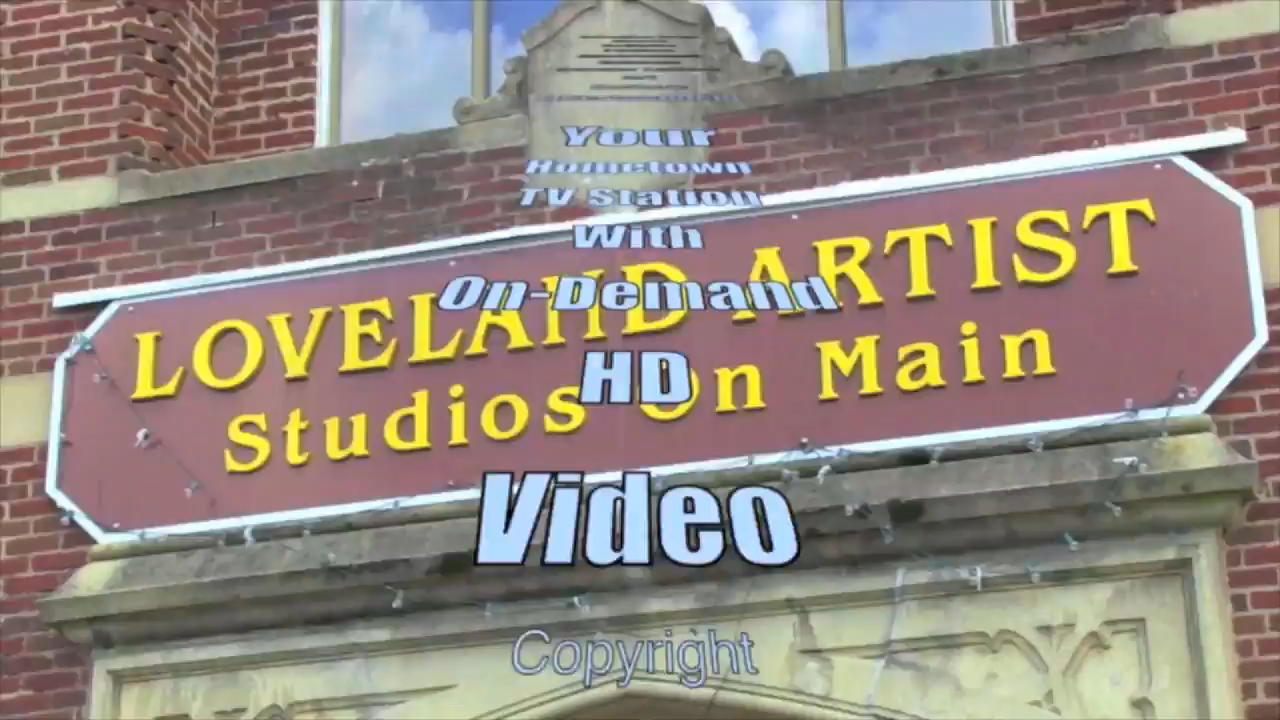 Your
Hometown
TV Station
With
On-Demand
HD
Video
Copyright
LOVELAND ARTIST
Studios On Main